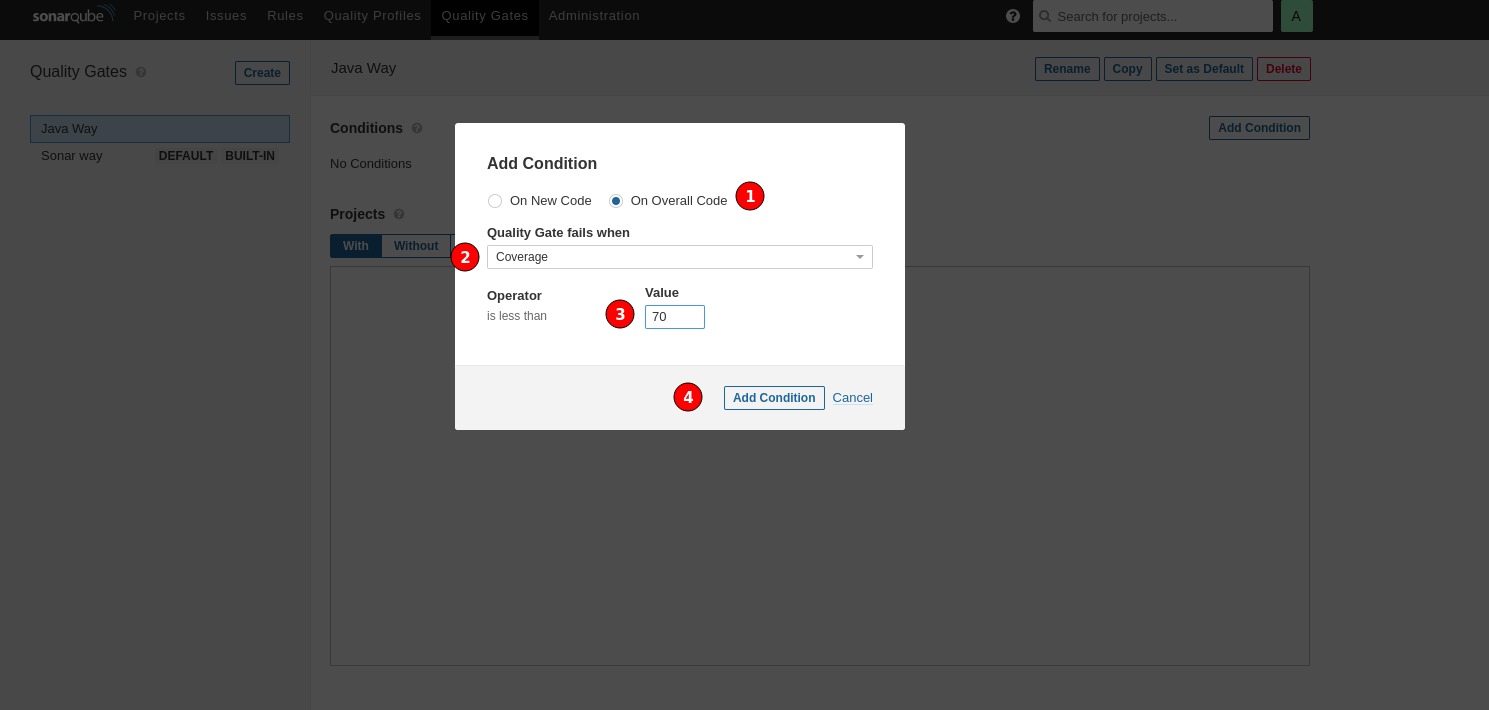 sonarqube Projects Issues Rules Quality Profiles Quality Gates Administration ? Search for projects... A
Quality Gates ? Create
Java Way
Sonar way DEFAULT BUILT-IN
Java Way Rename Copy Set as Default Delete
Conditions ? Add Condition
No Conditions
Projects ?
With Without
Add Condition
On New Code On Overall Code 1
Quality Gate fails when
2 Coverage
Operator Value
is less than 3 70
4 Add Condition Cancel